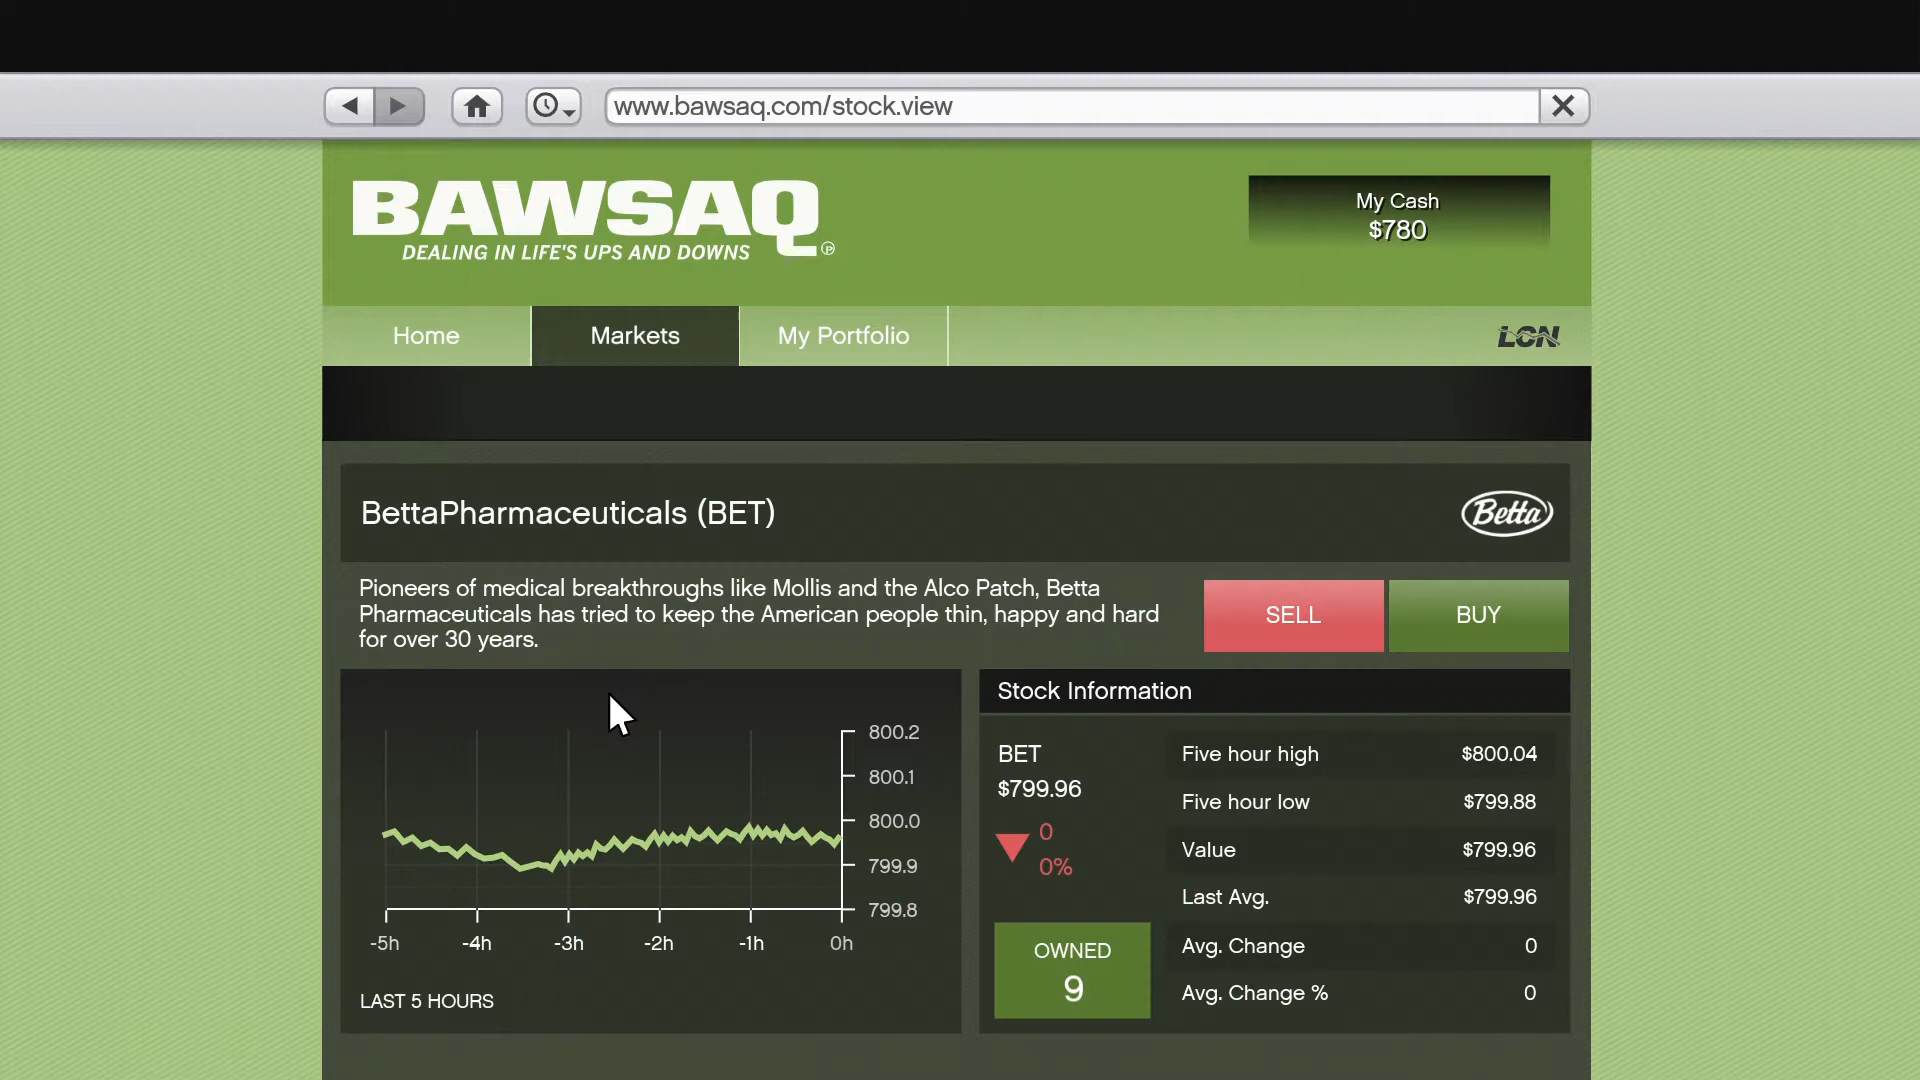 www.bawsaq.com/stock.view
BAWSAQ
DEALING IN LIFE'S UPS AND DOWNS
My Cash
$780
Home
Markets
My Portfolio
LCN
BettaPharmaceuticals (BET)
Betta
Pioneers of medical breakthroughs like Mollis and the Alco Patch, Betta
Pharmaceuticals has tried to keep the American people thin, happy and hard
for over 30 years.
SELL
BUY
800.2
800.1
800.0
799.9
799.8
-5h -4h -3h -2h -1h 0h
LAST 5 HOURS
Stock Information
BET
$799.96
0
0%
OWNED
9
Five hour high $800.04
Five hour low $799.88
Value $799.96
Last Avg. $799.96
Avg. Change 0
Avg. Change % 0